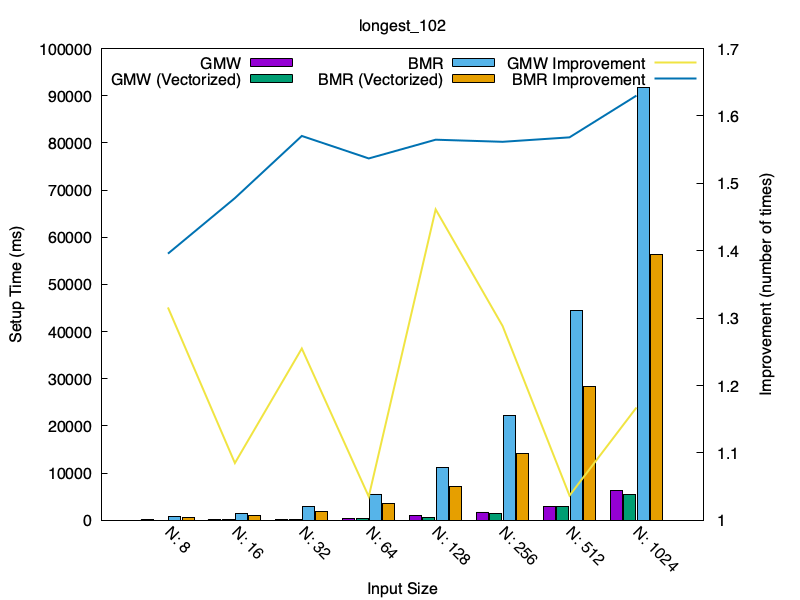 longest_102
GMW
GMW (Vectorized)
BMR
BMR (Vectorized)
GMW Improvement
BMR Improvement
100000
90000
80000
70000
60000
50000
40000
30000
20000
10000
0
Setup Time (ms)
1.7
1.6
1.5
1.4
1.3
1.2
1.1
1
Improvement (number of times)
N: 8
N: 16
N: 32
N: 64
N: 128
N: 256
N: 512
N: 1024
Input Size